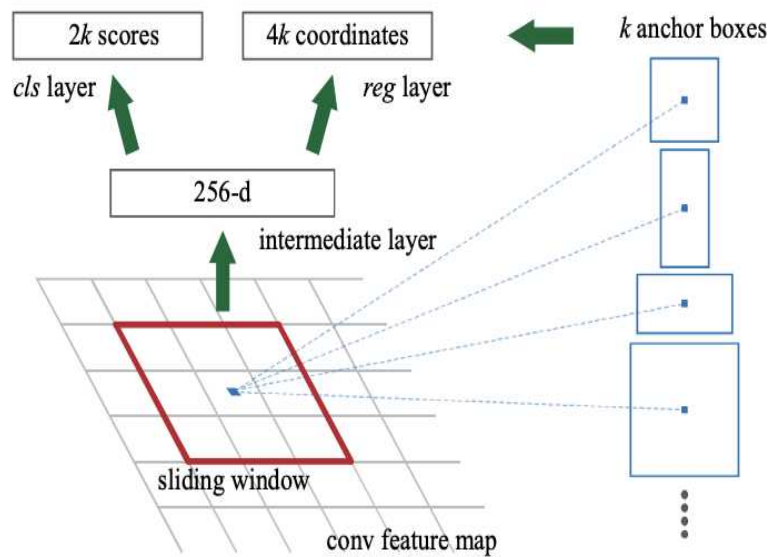 2k scores
4k coordinates
k anchor boxes
cls layer
reg layer
256-d
intermediate layer
sliding window
conv feature map